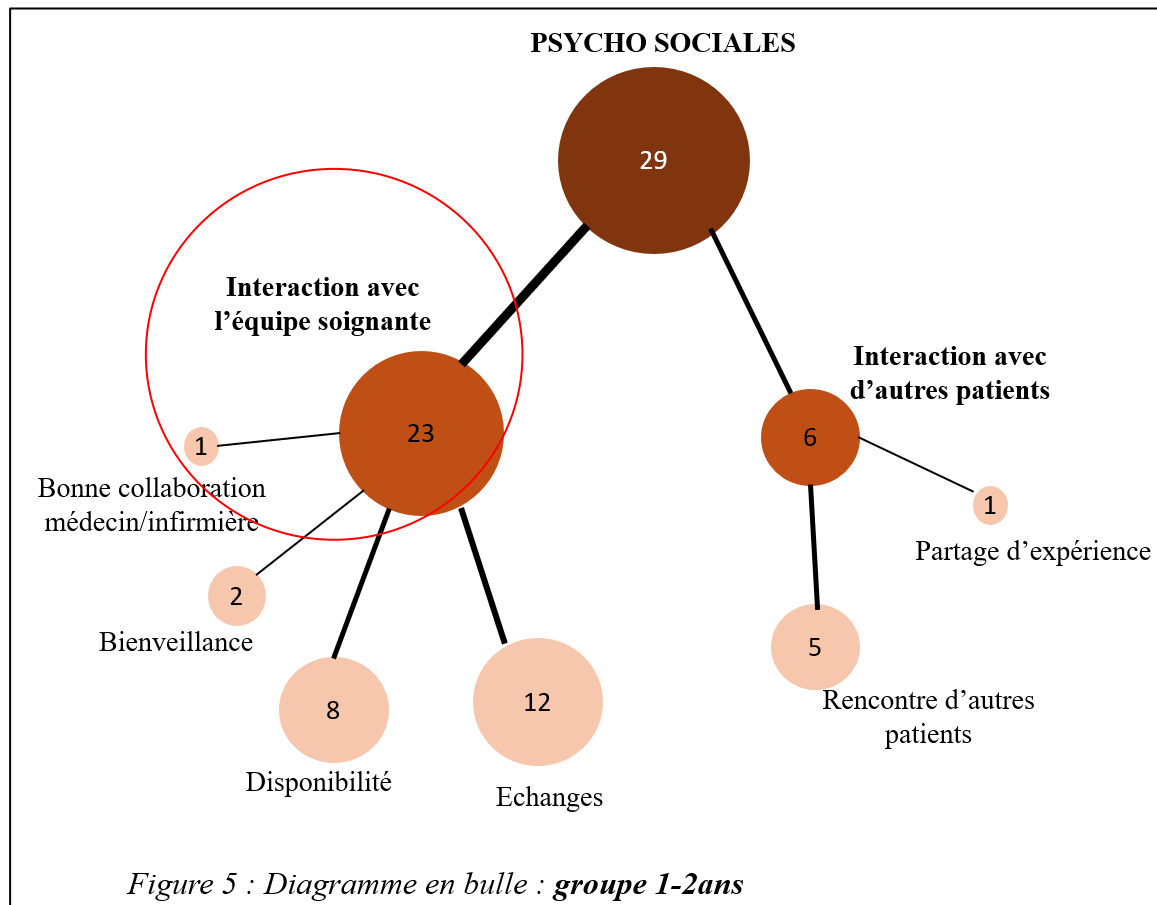 PSYCHO SOCIALES
29
Interaction avec
l’équipe soignante
23
1
Bonne collaboration
médecin/infirmière
2
Bienveillance
8
Disponibilité
12
Echanges
Interaction avec
d’autres patients
6
1
Partage d’expérience
5
Rencontre d’autres
patients
Figure 5 : Diagramme en bulle : groupe 1-2ans